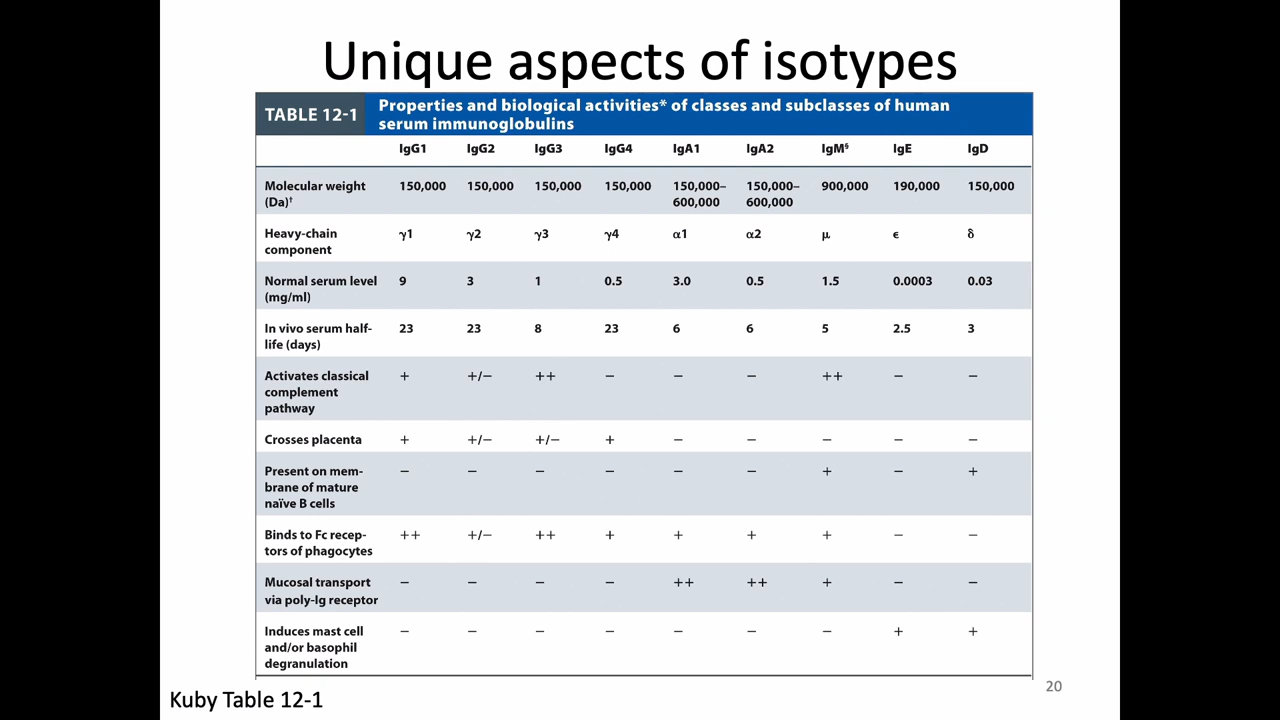 Unique aspects of isotypes
TABLE 12-1 Properties and biological activities* of classes and subclasses of human
serum immunoglobulins
IgG1 IgG2 IgG3 IgG4 IgA1 IgA2 IgM§ IgE IgD
Molecular weight 150,000 150,000 150,000 150,000 150,000– 150,000– 900,000 190,000 150,000
(Da)† 600,000 600,000
Heavy-chain γ1 γ2 γ3 γ4 α1 α2 μ ϵ δ
component
Normal serum level 9 3 1 0.5 3.0 0.5 1.5 0.0003 0.03
(mg/ml)
In vivo serum half- 23 23 8 23 6 6 5 2.5 3
life (days)
Activates classical + +/− ++ − − − ++ − −
complement
pathway
Crosses placenta + +/− +/− + − − − − −
Present on mem- − − − − − − + − +
brane of mature
naïve B cells
Binds to Fc recep- ++ +/− ++ + + + + − −
tors of phagocytes
Mucosal transport − − − − ++ ++ + − −
via poly-Ig receptor
Induces mast cell − − − − − − − + +
and/or basophil
degranulation
Kuby Table 12-1
20